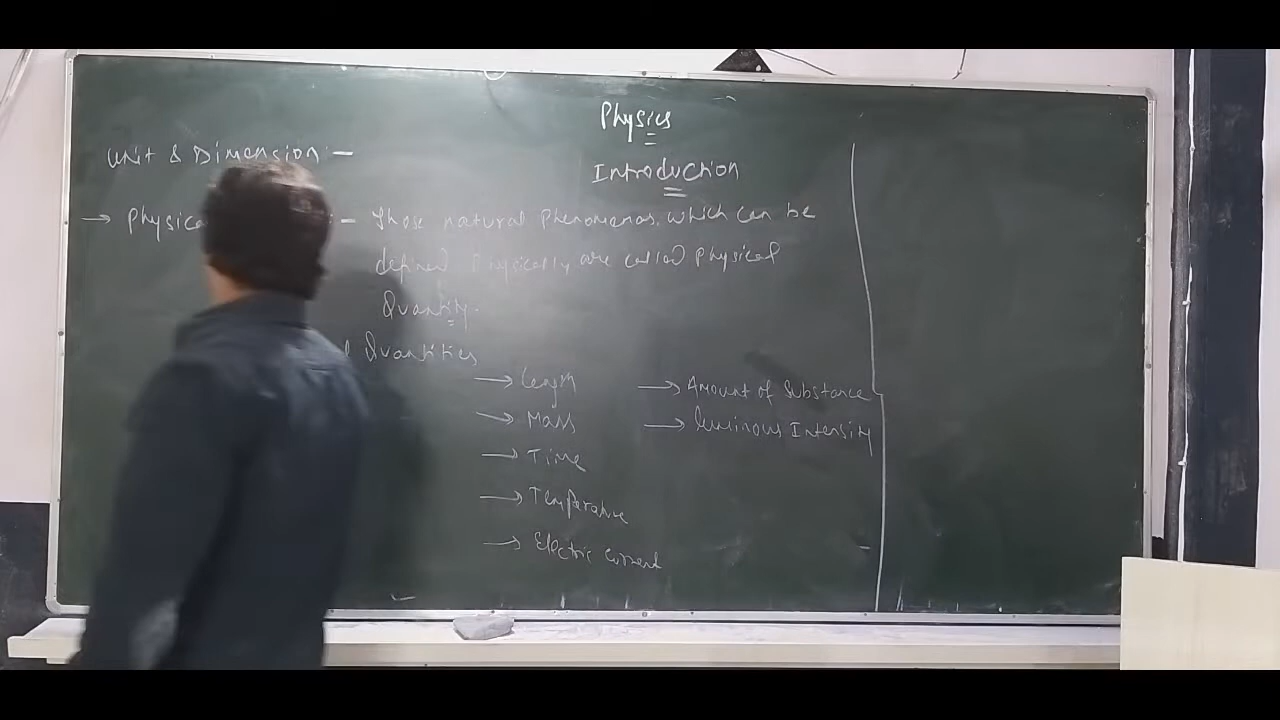 Physics
Introduction
Unit & Dimension :-
→ Physica :- Those natural phenomenas which can be
defined Physically are called Physical
Quantity.
l Quantities
→ Length
→ Mass
→ Time
→ Temperature
→ Electric Current
→ Amount of Substance
→ luminous Intensity